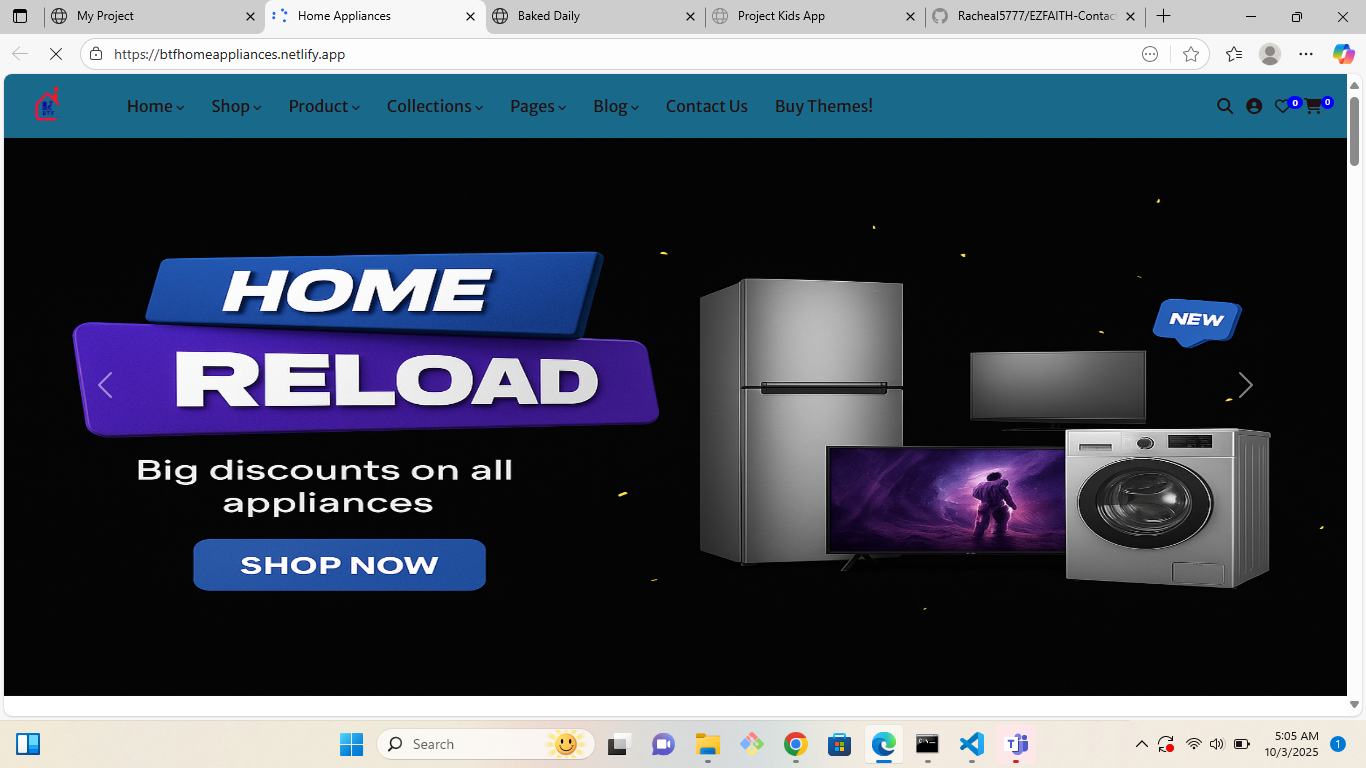 My Project
Home Appliances
Baked Daily
Project Kids App
Racheal5777/EZFAITH-Contac
https://btfhomeappliances.netlify.app
Home Shop Product Collections Pages Blog Contact Us Buy Themes!
0 0
HOME
RELOAD
Big discounts on all
appliances
SHOP NOW
NEW
Search
5:05 AM
10/3/2025
1